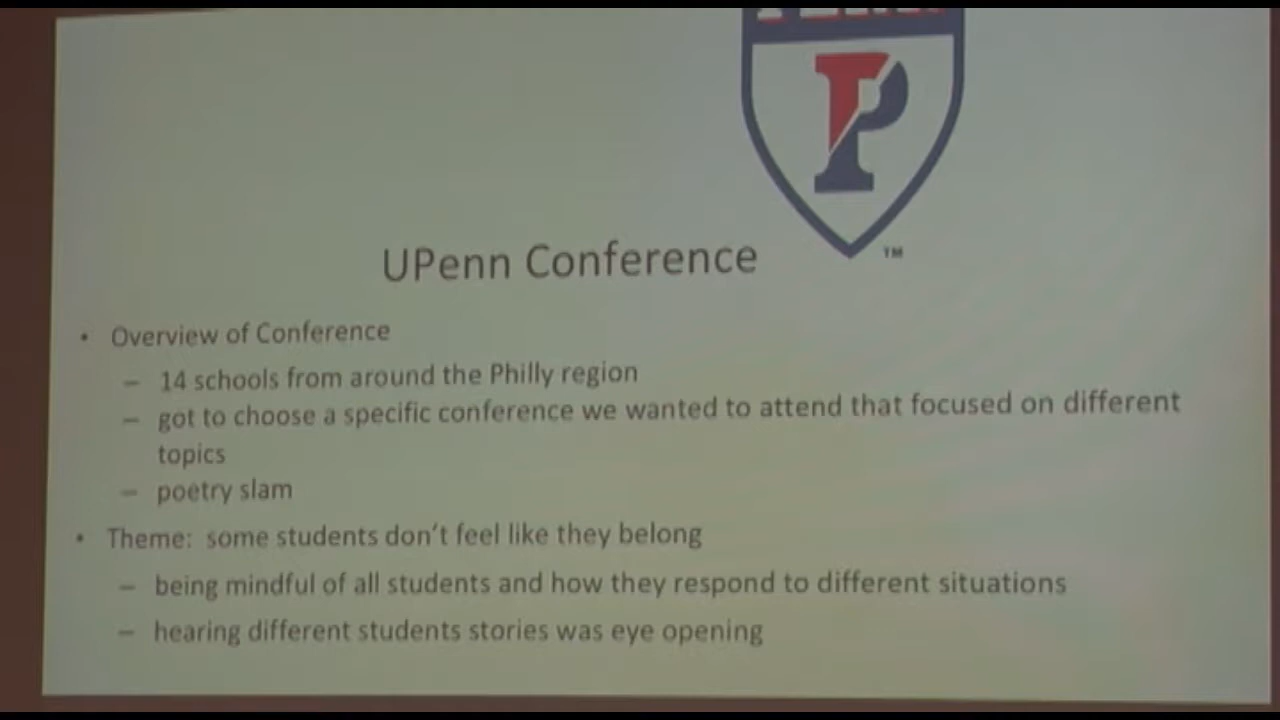 P
TM
UPenn Conference
• Overview of Conference
– 14 schools from around the Philly region
– got to choose a specific conference we wanted to attend that focused on different
topics
– poetry slam
• Theme: some students don't feel like they belong
– being mindful of all students and how they respond to different situations
– hearing different students stories was eye opening